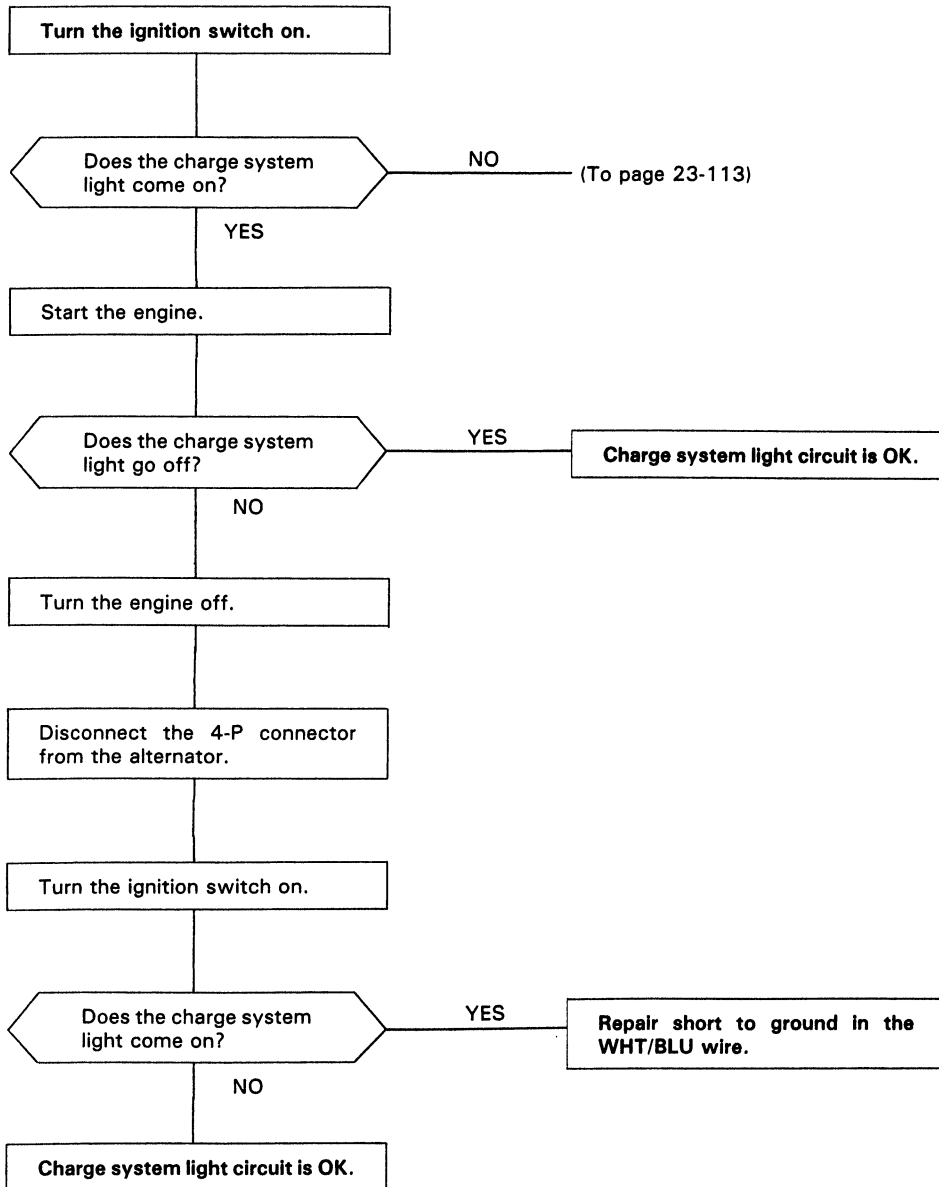 Turn the ignition switch on.
Does the charge system
light come on?
NO
(To page 23-113)
YES
Start the engine.
Does the charge system
light go off?
YES
Charge system light circuit is OK.
NO
Turn the engine off.
Disconnect the 4-P connector
from the alternator.
Turn the ignition switch on.
Does the charge system
light come on?
YES
Repair short to ground in the
WHT/BLU wire.
NO
Charge system light circuit is OK.